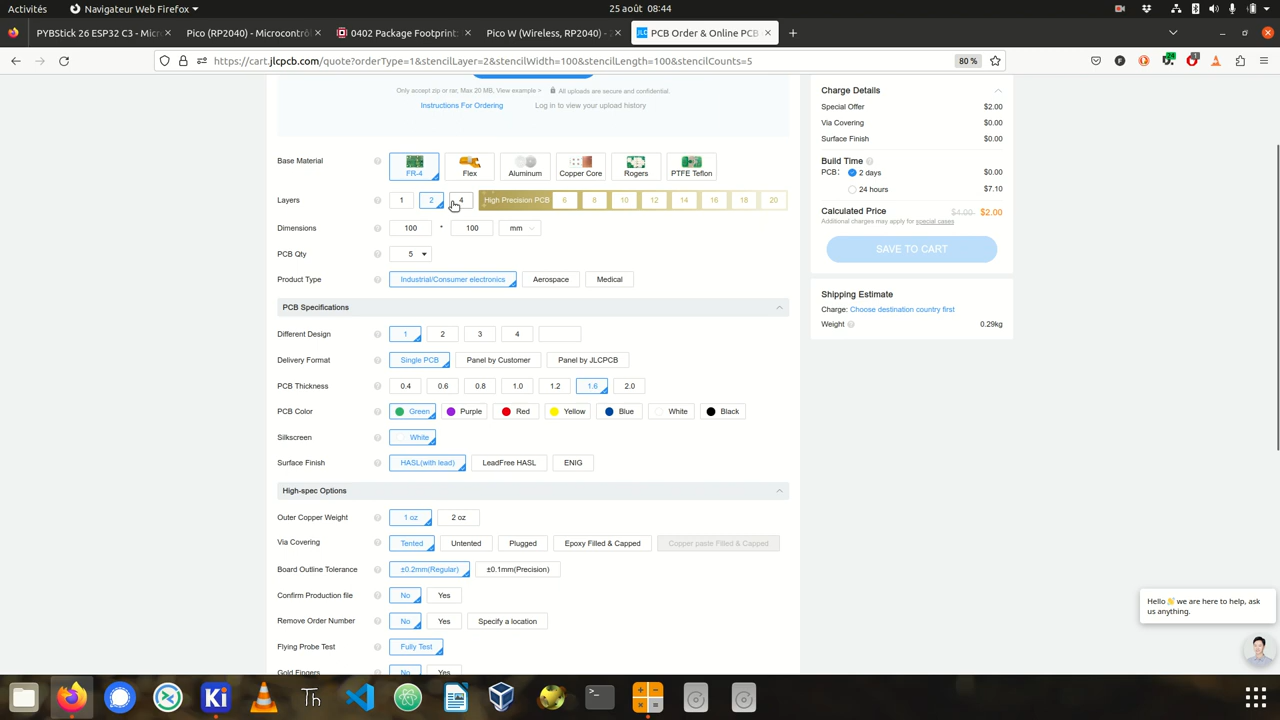 Activités Navigateur Web Firefox 25 août 08:44
PYBStick26 ESP32-C3 - Micro Pico (RP2040) - Microcontrôl 0402 Package Footprint: Pico W (Wireless, RP2040) - 2 PCB Order & Online PCB
https://cart.jlcpcb.com/quote?orderType=1&stencilLayer=2&stencilWidth=100&stencilLength=100&stencilCounts=5 80 %
Only accept zip or rar, Max 20 MB, View example > All uploads are secure and confidential.
Instructions For Ordering Log in to view your upload history
Base Material FR-4 Flex Aluminum Copper Core Rogers PTFE Teflon
Layers 1 2 4 High Precision PCB 6 8 10 12 14 16 18 20
Dimensions 100 * 100 mm
PCB Qty 5
Product Type Industrial/Consumer electronics Aerospace Medical
PCB Specifications
Different Design 1 2 3 4
Delivery Format Single PCB Panel by Customer Panel by JLCPCB
PCB Thickness 0.4 0.6 0.8 1.0 1.2 1.6 2.0
PCB Color Green Purple Red Yellow Blue White Black
Silkscreen White
Surface Finish HASL(with lead) LeadFree HASL ENIG
High-spec Options
Outer Copper Weight 1 oz 2 oz
Via Covering Tented Untented Plugged Epoxy Filled & Capped Copper paste Filled & Capped
Board Outline Tolerance ±0.2mm(Regular) ±0.1mm(Precision)
Confirm Production file No Yes
Remove Order Number No Yes Specify a location
Flying Probe Test Fully Test
Gold Fingers No Yes
Charge Details
Special Offer $2.00
Via Covering $0.00
Surface Finish $0.00
Build Time
PCB: 2 days $0.00
24 hours $7.10
Calculated Price $4.00 $2.00
Additional charges may apply for special cases
SAVE TO CART
Shipping Estimate
Charge: Choose destination country first
Weight 0.29kg
Hello 👋 we are here to help, ask
us anything.